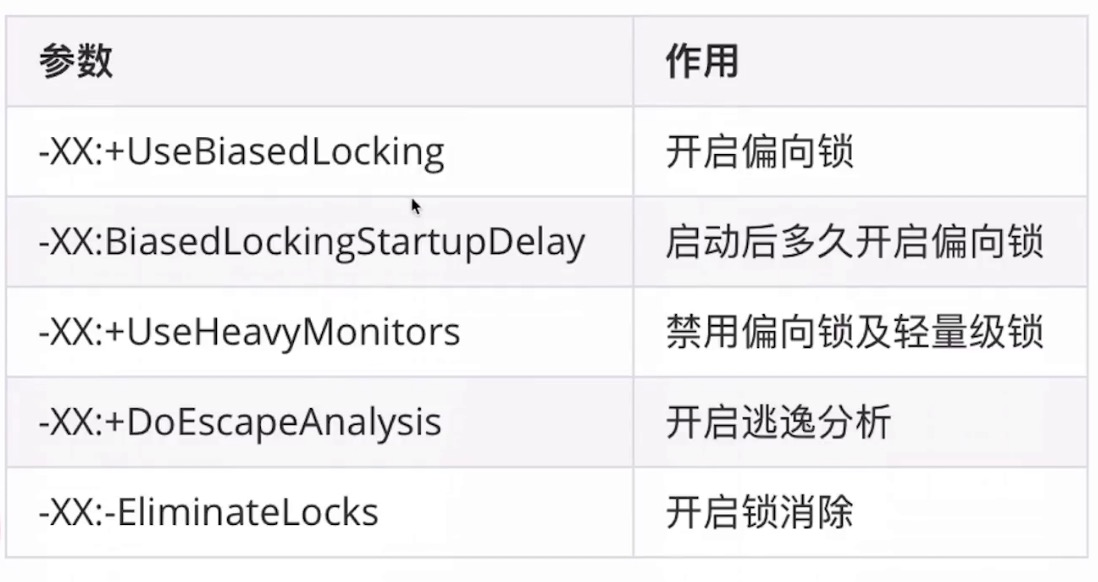 参数 作用
-XX:+UseBiasedLocking 开启偏向锁
-XX:BiasedLockingStartupDelay 启动后多久开启偏向锁
-XX:+UseHeavyMonitors 禁用偏向锁及轻量级锁
-XX:+DoEscapeAnalysis 开启逃逸分析
-XX:-EliminateLocks 开启锁消除